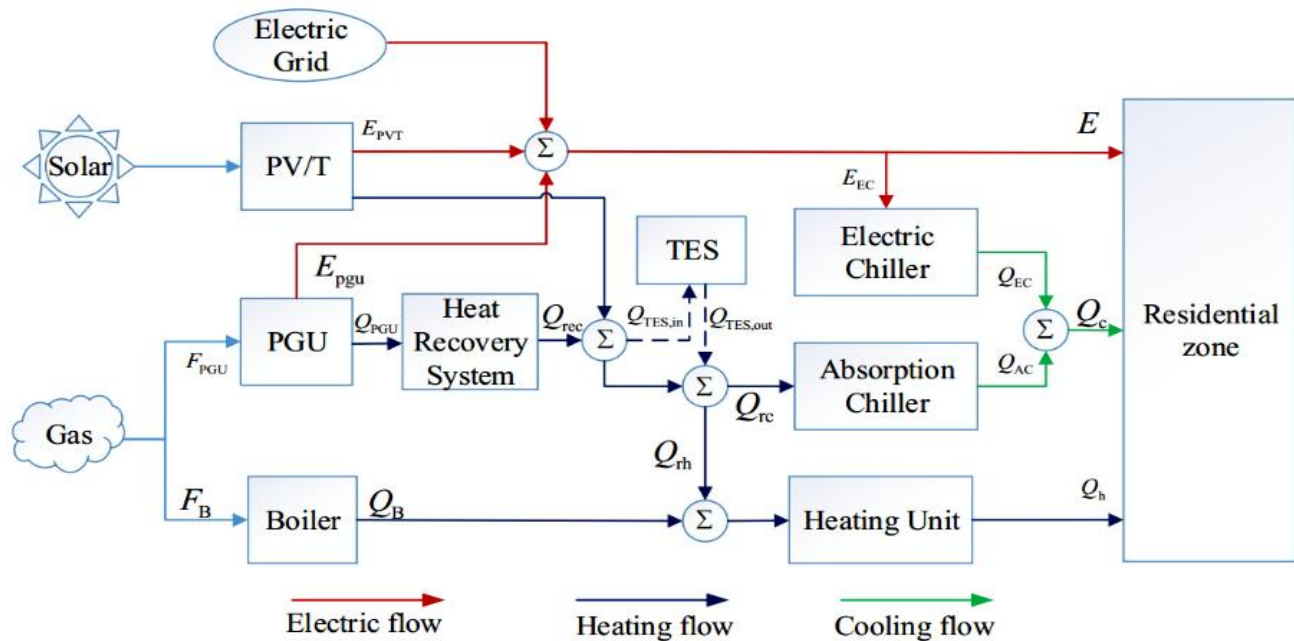 Electric
Grid
Solar
PV/T
E_PVT
Σ
E
E_EC
TES
Electric
Chiller
E_pgu
Q_EC
Q_PGU
Heat
Recovery
System
Q_rec
Σ
Q_TES,in
Q_TES,out
Σ
Q_c
Residential
zone
PGU
F_PGU
Q_AC
Absorption
Chiller
Σ
Q_rc
Gas
Q_rh
F_B
Boiler
Q_B
Σ
Heating Unit
Q_h
Electric flow
Heating flow
Cooling flow